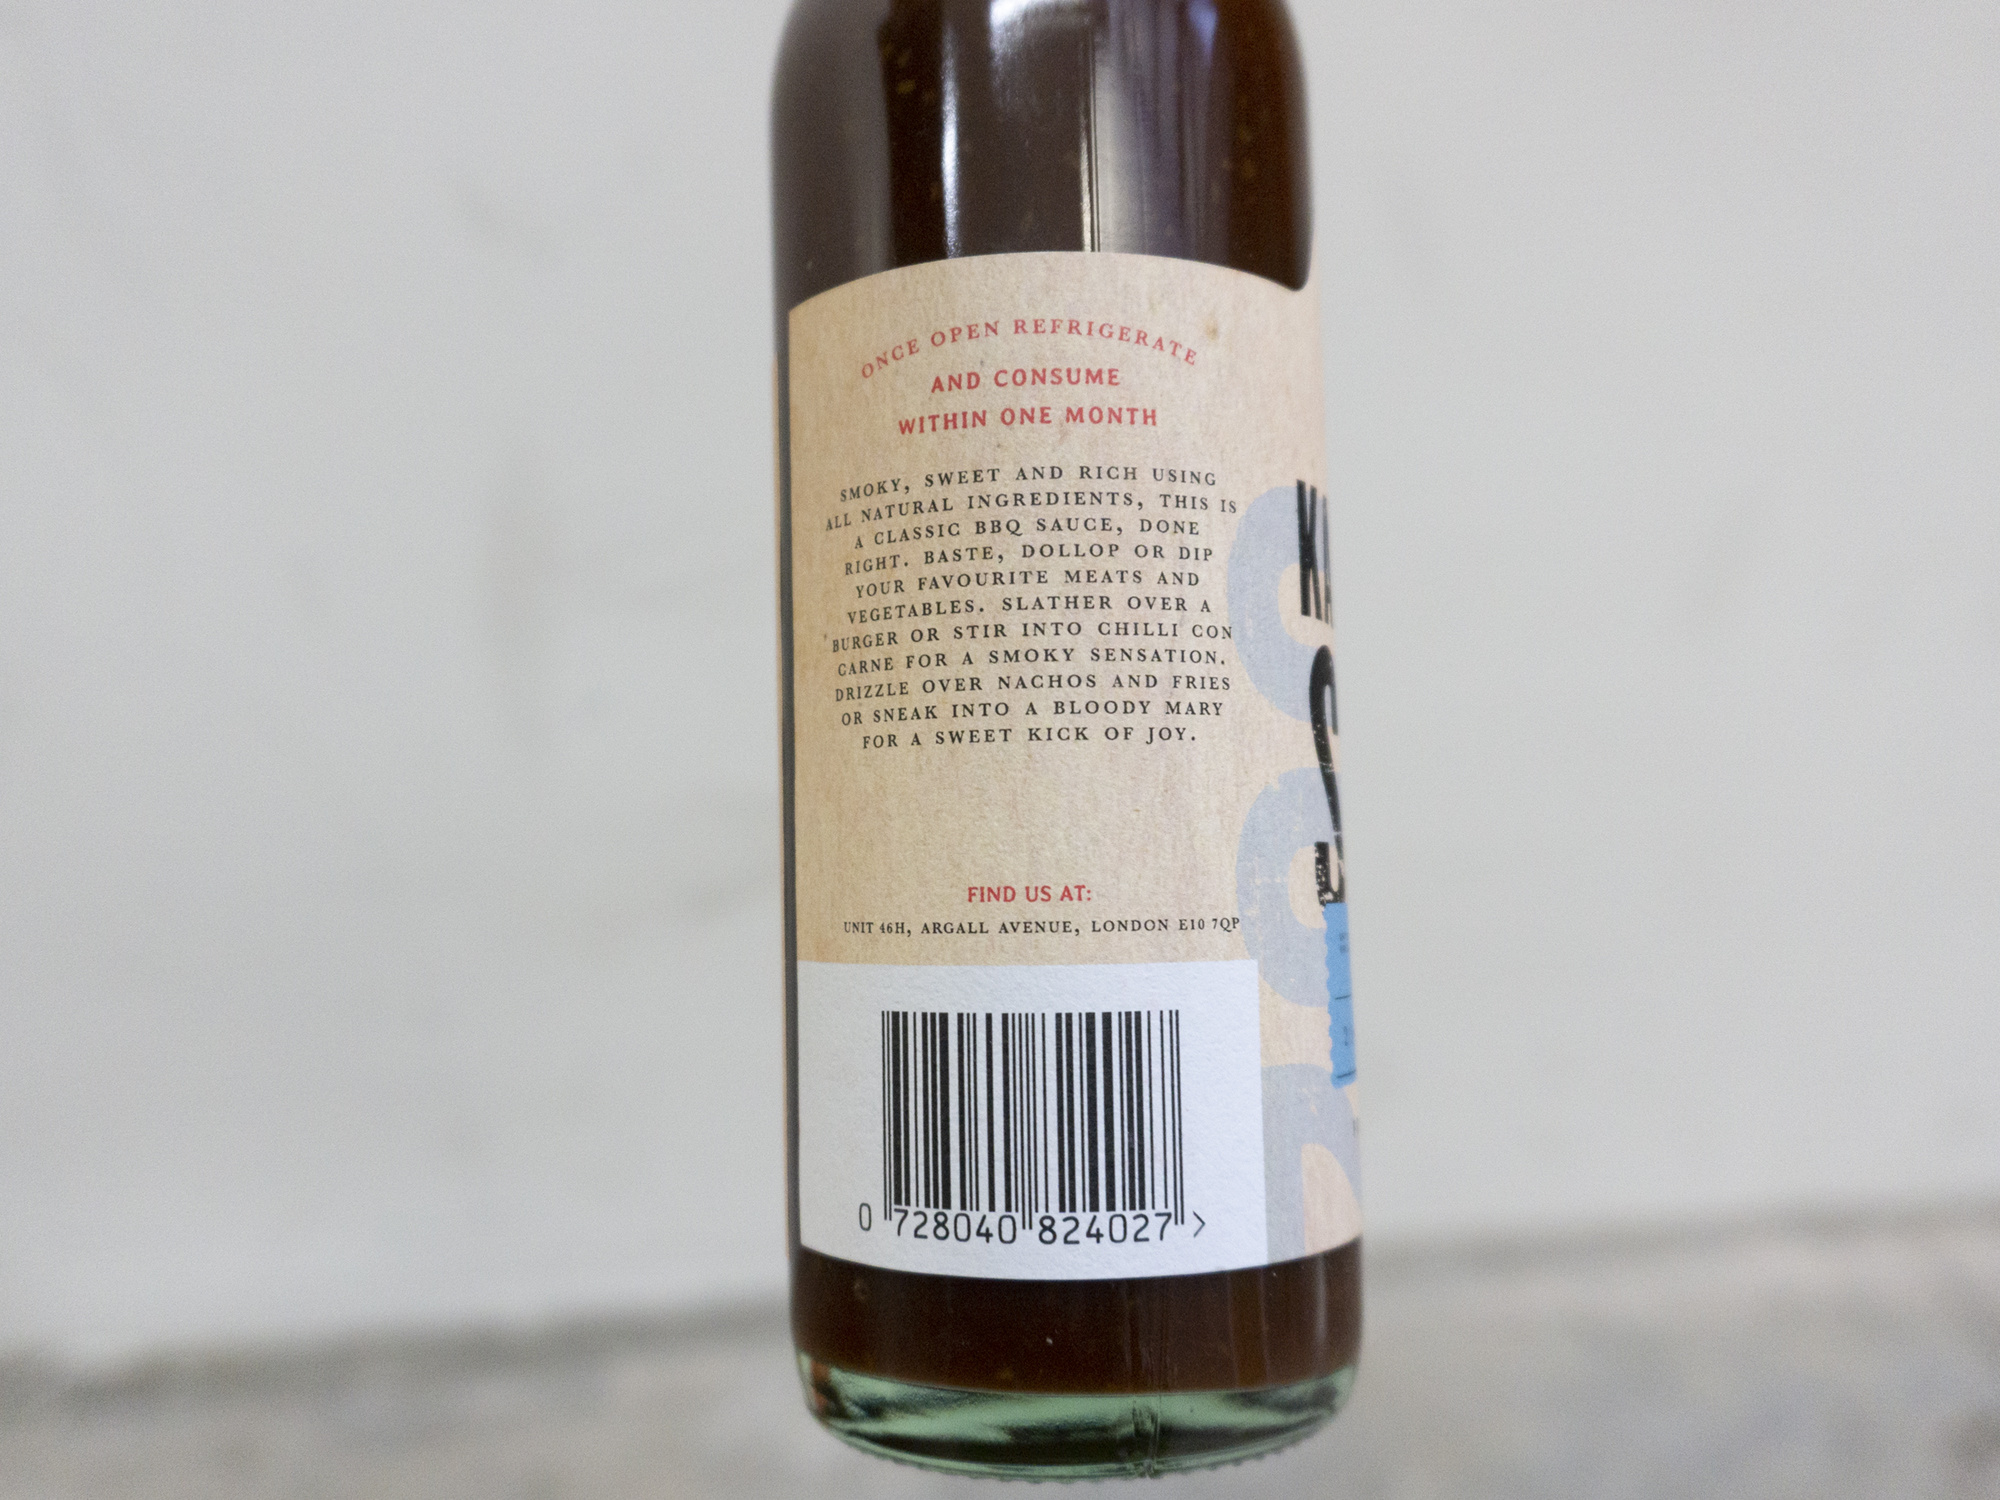 ONCE OPEN REFRIGERATE
AND CONSUME
WITHIN ONE MONTH
SMOKY, SWEET AND RICH USING
ALL NATURAL INGREDIENTS, THIS IS
A CLASSIC BBQ SAUCE, DONE
RIGHT. BASTE, DOLLOP OR DIP
YOUR FAVOURITE MEATS AND
VEGETABLES. SLATHER OVER A
BURGER OR STIR INTO CHILLI CON
CARNE FOR A SMOKY SENSATION.
DRIZZLE OVER NACHOS AND FRIES
OR SNEAK INTO A BLOODY MARY
FOR A SWEET KICK OF JOY.
FIND US AT:
UNIT 46H, ARGALL AVENUE, LONDON E10 7QP
0 728040 824027 >